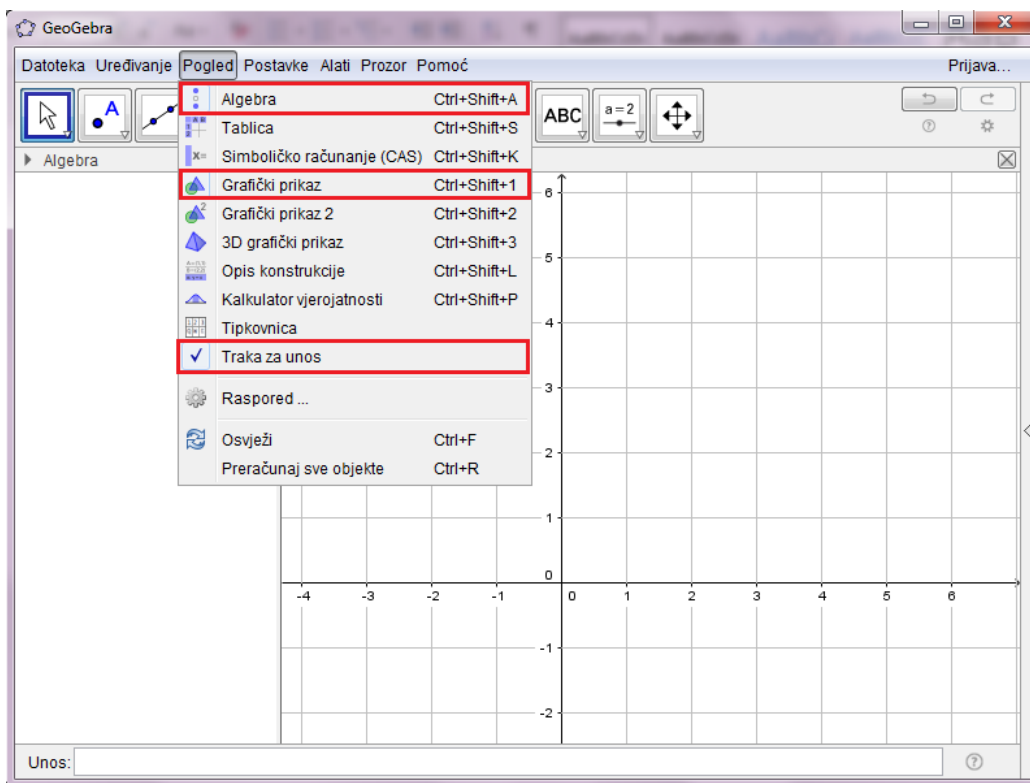 GeoGebra
Datoteka Uređivanje Pogled Postavke Alati Prozor Pomoć Prijava...
A ABC a=2
Algebra
Algebra Ctrl+Shift+A
Tablica Ctrl+Shift+S
x= Simboličko računanje (CAS) Ctrl+Shift+K
Grafički prikaz Ctrl+Shift+1
2 Grafički prikaz 2 Ctrl+Shift+2
3D grafički prikaz Ctrl+Shift+3
Opis konstrukcije Ctrl+Shift+L
Kalkulator vjerojatnosti Ctrl+Shift+P
Tipkovnica
Traka za unos
Raspored ...
Osvježi Ctrl+F
Preračunaj sve objekte Ctrl+R
6
5
4
3
2
1
0
-4 -3 -2 -1 0 1 2 3 4 5 6
-1
-2
Unos: